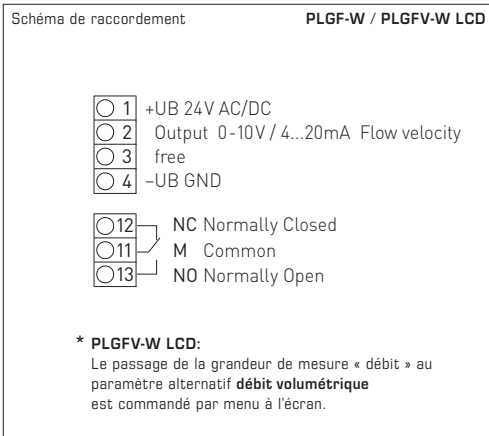 Schéma de raccordement PLGF-W / PLGFV-W LCD
1 +UB 24V AC/DC
2 Output 0-10V / 4...20mA Flow velocity
3 free
4 –UB GND
12 NC Normally Closed
11 M Common
13 NO Normally Open
* PLGFV-W LCD:
Le passage de la grandeur de mesure « débit » au
paramètre alternatif débit volumétrique
est commandé par menu à l'écran.